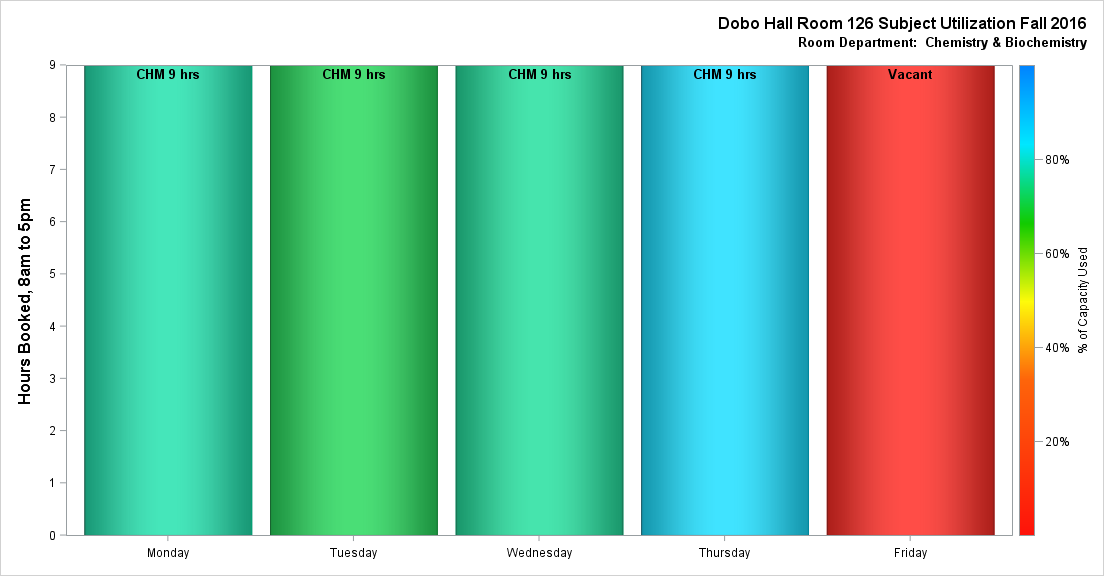 Dobo Hall Room 126 Subject Utilization Fall 2016
Room Department:  Chemistry & Biochemistry
Hours Booked, 8am to 5pm
9
8
7
6
5
4
3
2
1
0
CHM 9 hrs
CHM 9 hrs
CHM 9 hrs
CHM 9 hrs
Vacant
Monday
Tuesday
Wednesday
Thursday
Friday
80%
60%
40%
20%
% of Capacity Used